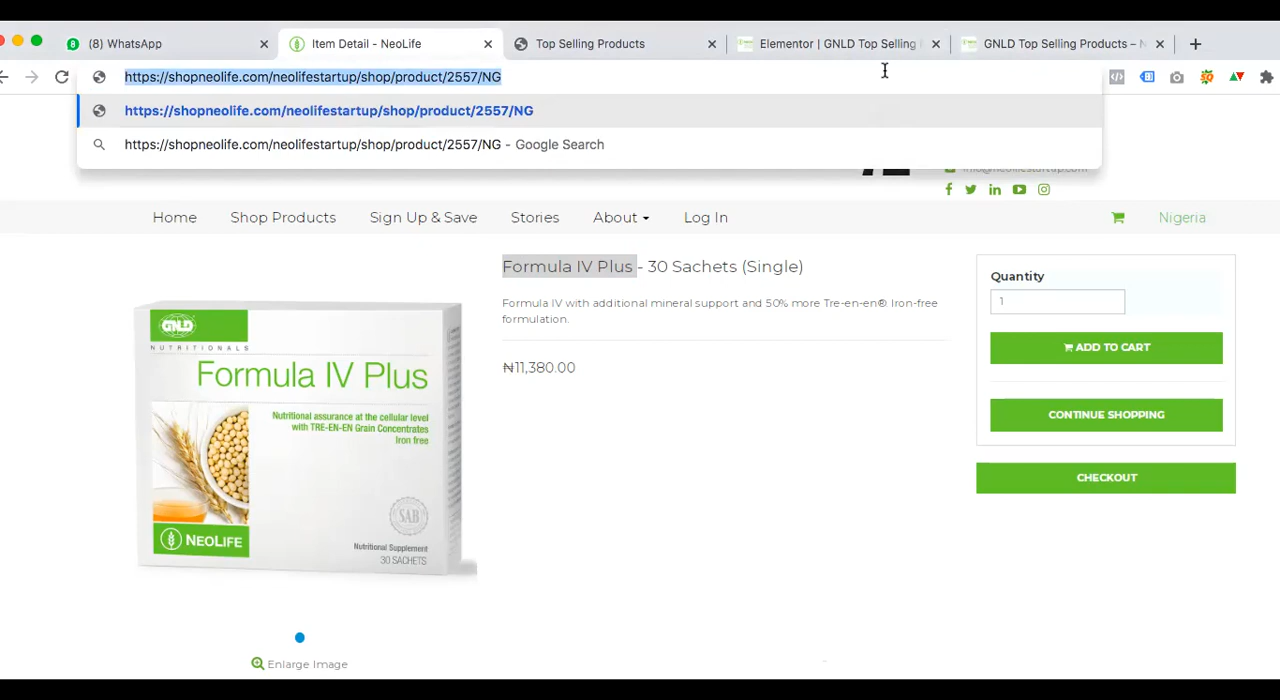 (8) WhatsApp
Item Detail - NeoLife
Top Selling Products
Elementor | GNLD Top Selling
GNLD Top Selling Products –
https://shopneolife.com/neolifestartup/shop/product/2557/NG
https://shopneolife.com/neolifestartup/shop/product/2557/NG
https://shopneolife.com/neolifestartup/shop/product/2557/NG - Google Search
info@neolifestartup.com
Home
Shop Products
Sign Up & Save
Stories
About
Log In
Nigeria
Formula IV Plus - 30 Sachets (Single)
Formula IV with additional mineral support and 50% more Tre-en-en® Iron-free
formulation.
₦11,380.00
Quantity
1
ADD TO CART
CONTINUE SHOPPING
CHECKOUT
GNLD
NUTRITIONALS
Formula IV Plus
Nutritional assurance at the cellular level
with TRE-EN-EN Grain Concentrates
Iron free
SAB
NEOLIFE
Nutritional Supplement
30 SACHETS
Enlarge Image